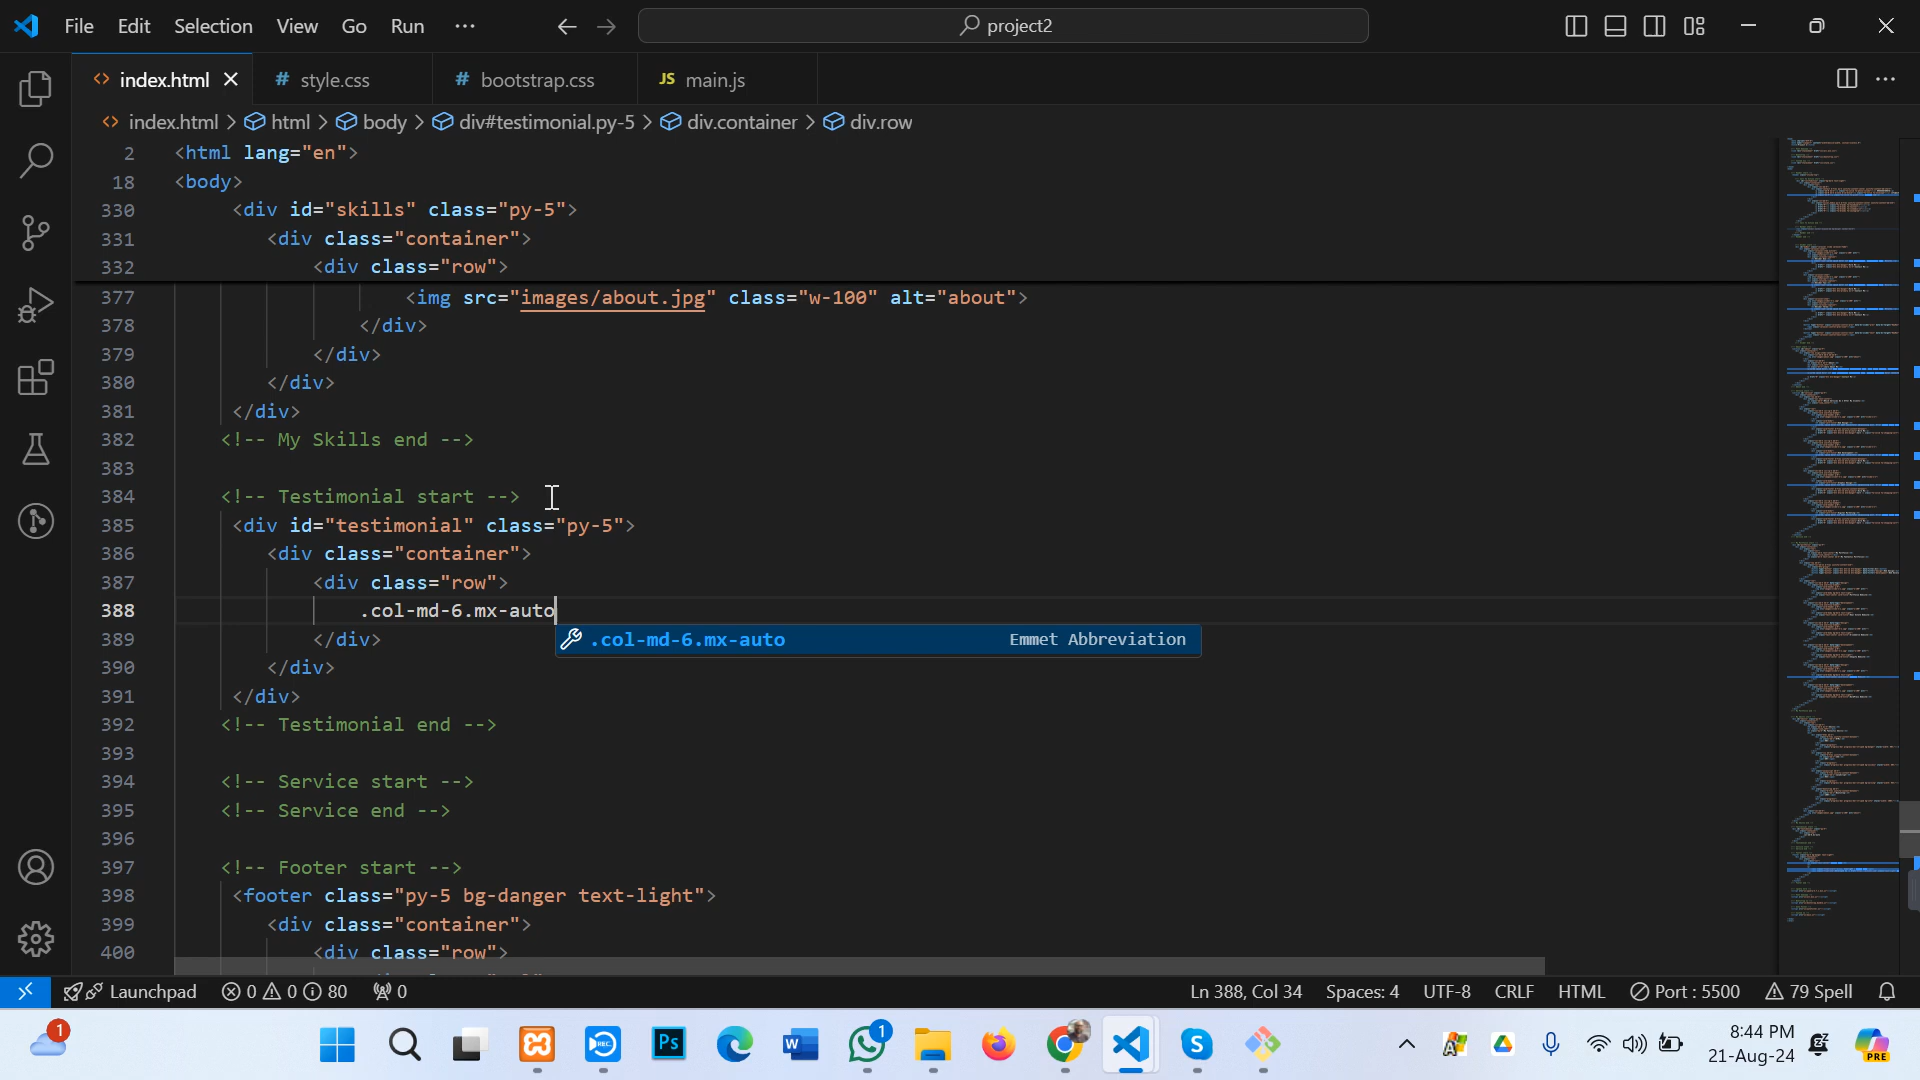 File Edit Selection View Go Run ··· project2
index.html style.css bootstrap.css JS main.js
index.html > html > body > div#testimonial.py-5 > div.container > div.row
2 <html lang="en">
18 <body>
330 <div id="skills" class="py-5">
331 <div class="container">
332 <div class="row">
377 <img src="images/about.jpg" class="w-100" alt="about">
378 </div>
379 </div>
380 </div>
381 </div>
382 <!-- My Skills end -->
383
384 <!-- Testimonial start -->
385 <div id="testimonial" class="py-5">
386 <div class="container">
387 <div class="row">
388 .col-md-6.mx-auto
389 </div> .col-md-6.mx-auto Emmet Abbreviation
390 </div>
391 </div>
392 <!-- Testimonial end -->
393
394 <!-- Service start -->
395 <!-- Service end -->
396
397 <!-- Footer start -->
398 <footer class="py-5 bg-danger text-light">
399 <div class="container">
400 <div class="row">
Launchpad 0 0 80 0 Ln 388, Col 34 Spaces: 4 UTF-8 CRLF HTML Port : 5500 79 Spell
1 REC Ps W 1 S 8:44 PM PRE
21-Aug-24